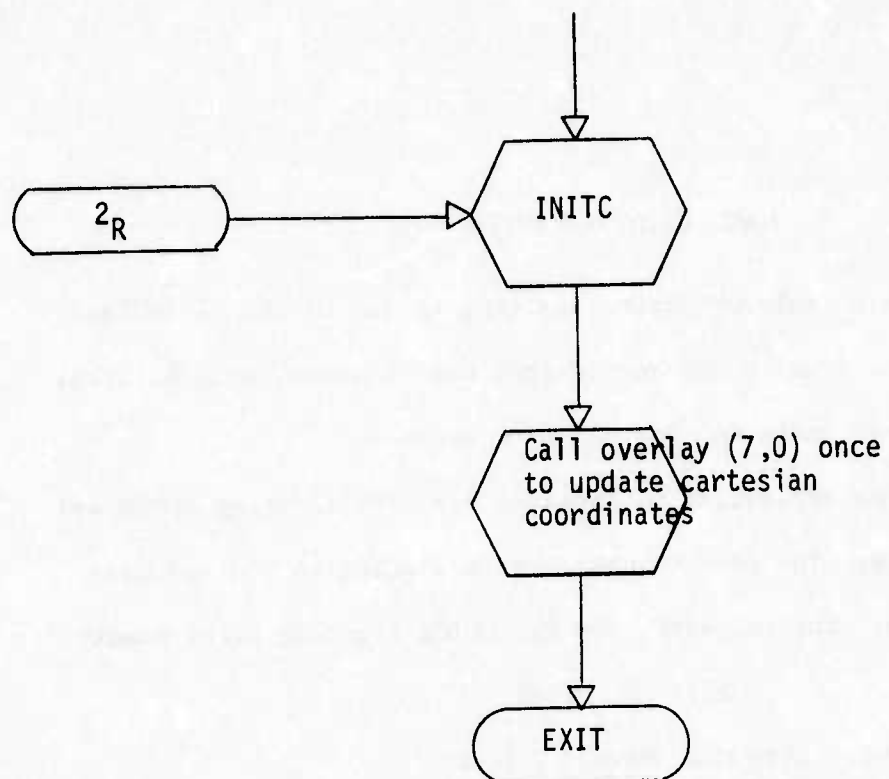 2R
INITC
Call overlay (7,0) once
to update cartesian
coordinates
EXIT